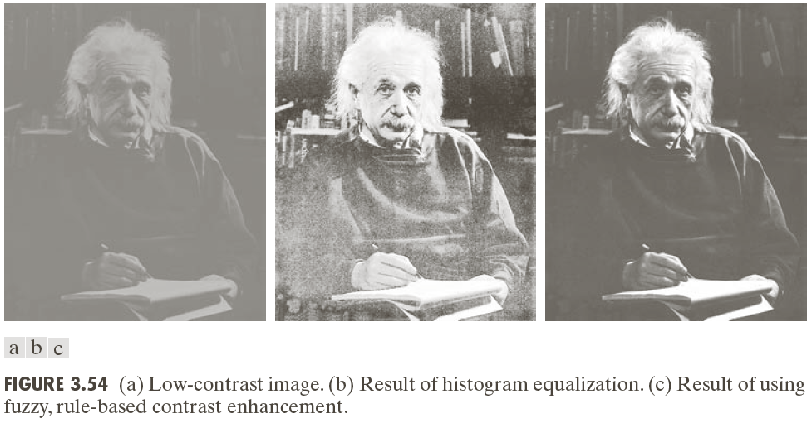 a b c
FIGURE 3.54 (a) Low-contrast image. (b) Result of histogram equalization. (c) Result of using
fuzzy, rule-based contrast enhancement.